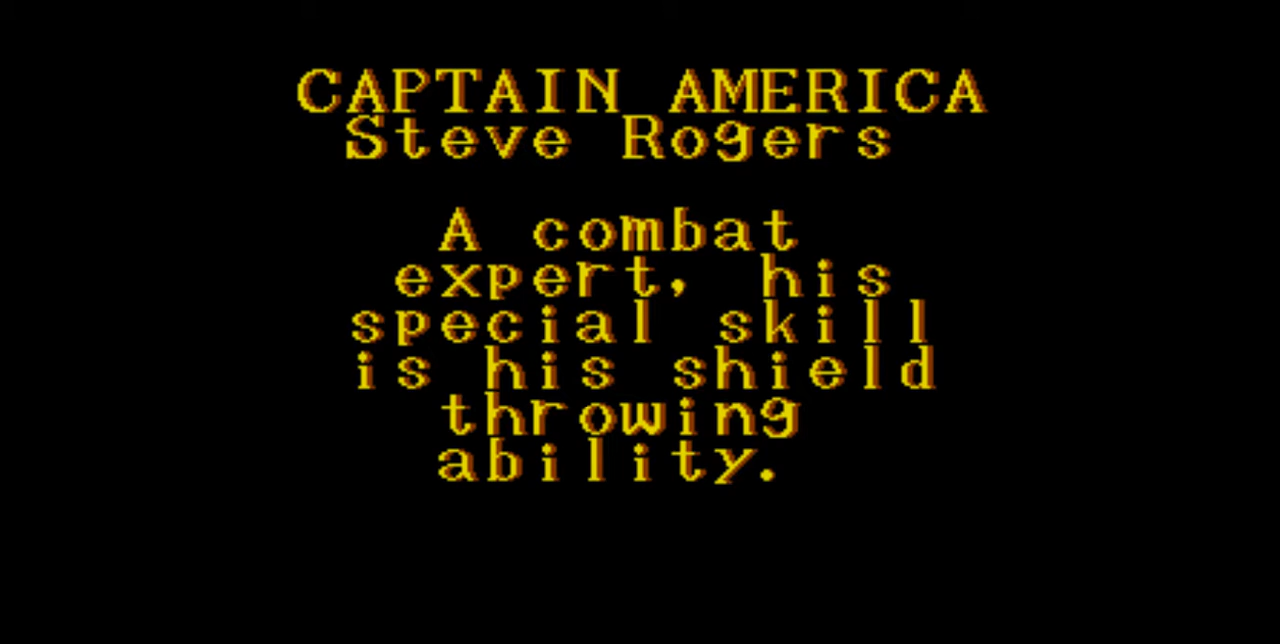 CAPTAIN AMERICA
Steve Rogers
A combat
expert, his
special skill
is his shield
throwing
ability.